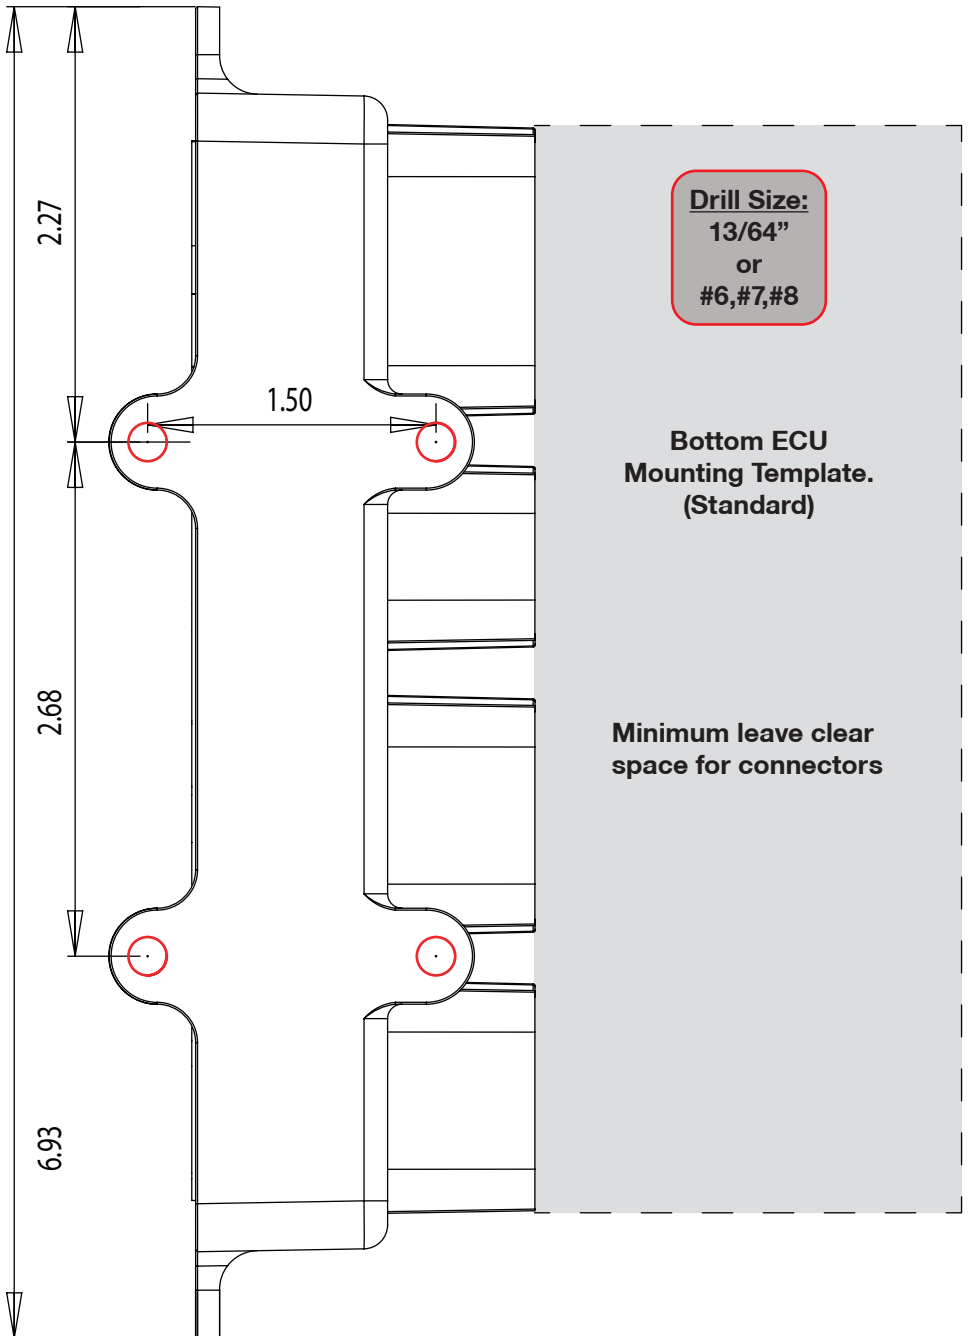 2.27
Drill Size:
13/64”
or
#6,#7,#8
1.50
Bottom ECU
Mounting Template.
(Standard)
2.68
Minimum leave clear
space for connectors
6.93